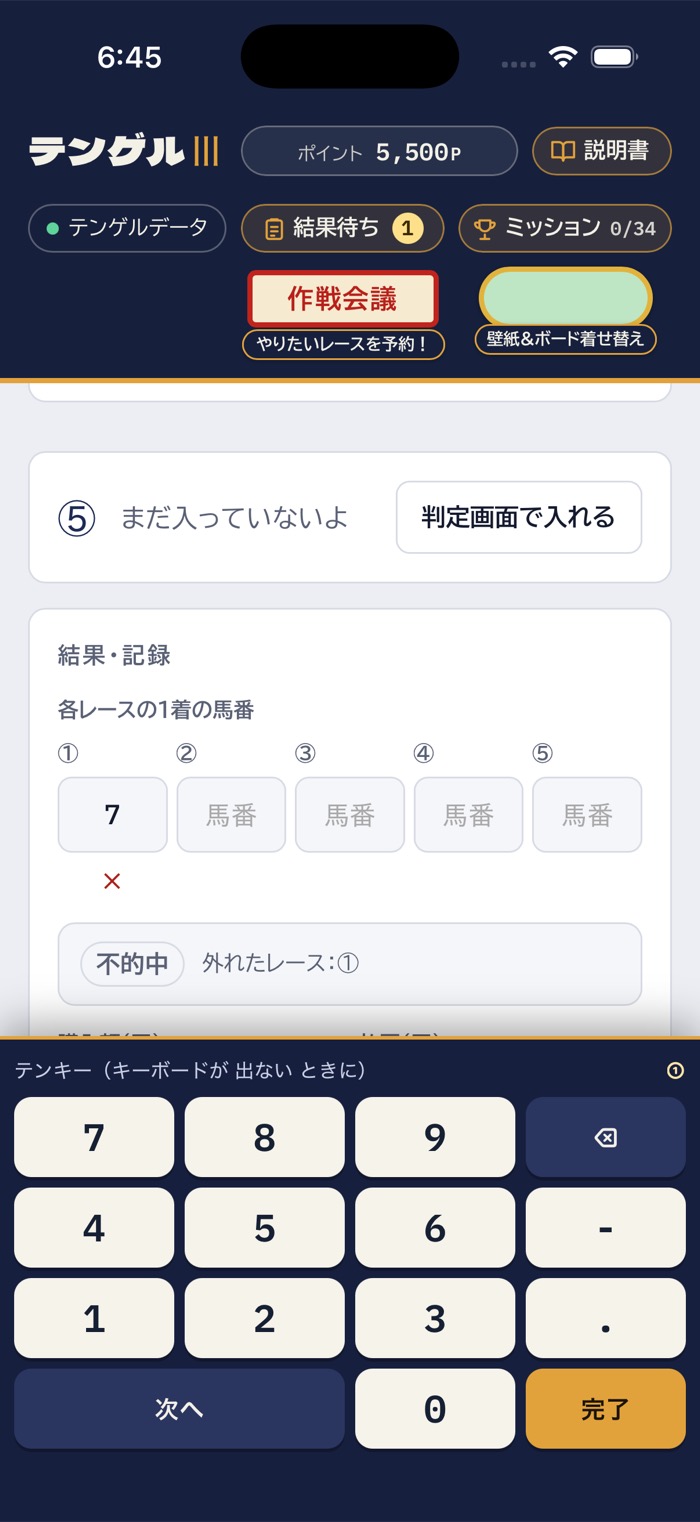 6:45
テンゲル
ポイント 5,500P
説明書
テンゲルデータ
結果待ち 1
ミッション 0/34
作戦会議
やりたいレースを予約！
壁紙&ボード着せ替え
⑤ まだ入っていないよ 判定画面で入れる
結果・記録
各レースの1着の馬番
① ② ③ ④ ⑤
7 馬番 馬番 馬番 馬番
×
不的中 外れたレース：①
テンキー（キーボードが 出ない ときに） ①
7 8 9
4 5 6 -
1 2 3 .
次へ 0 完了